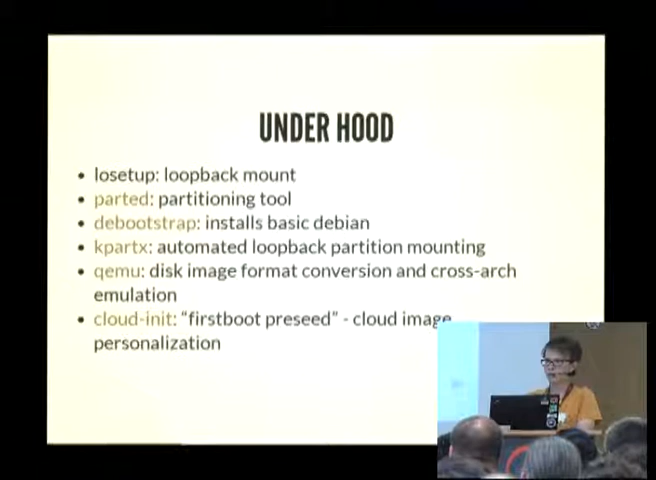 UNDER HOOD
• losetup: loopback mount
• parted: partitioning tool
• debootstrap: installs basic debian
• kpartx: automated loopback partition mounting
• qemu: disk image format conversion and cross-arch
emulation
• cloud-init: “firstboot preseed” - cloud image
personalization